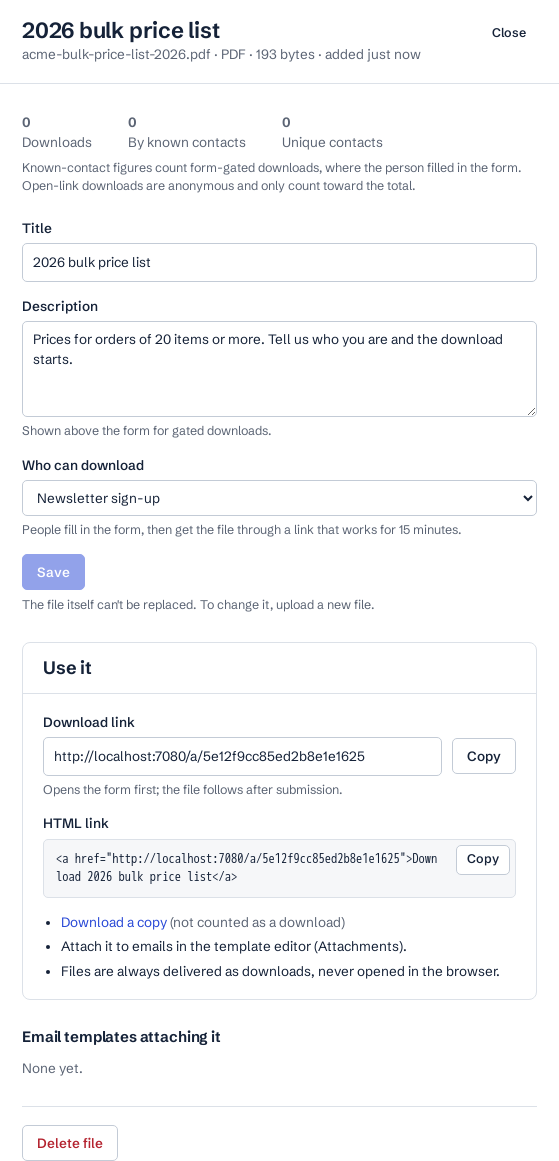 2026 bulk price list
Close
acme-bulk-price-list-2026.pdf · PDF · 193 bytes · added just now
0
Downloads
0
By known contacts
0
Unique contacts
Known-contact figures count form-gated downloads, where the person filled in the form.
Open-link downloads are anonymous and only count toward the total.
Title
2026 bulk price list
Description
Prices for orders of 20 items or more. Tell us who you are and the download
starts.
Shown above the form for gated downloads.
Who can download
Newsletter sign-up
People fill in the form, then get the file through a link that works for 15 minutes.
Save
The file itself can't be replaced. To change it, upload a new file.
Use it
Download link
http://localhost:7080/a/5e12f9cc85ed2b8e1e1625
Copy
Opens the form first; the file follows after submission.
HTML link
<a href="http://localhost:7080/a/5e12f9cc85ed2b8e1e1625">Down
load 2026 bulk price list</a>
Copy
• Download a copy (not counted as a download)
• Attach it to emails in the template editor (Attachments).
• Files are always delivered as downloads, never opened in the browser.
Email templates attaching it
None yet.
Delete file